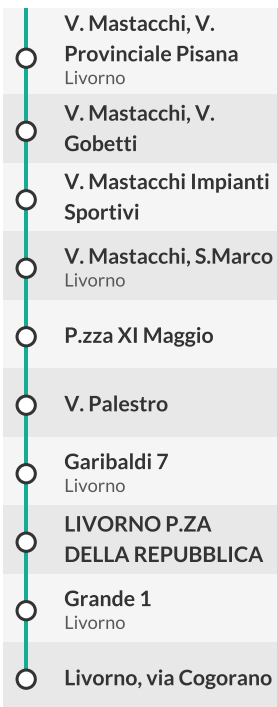 V. Mastacchi, V.
Provinciale Pisana
Livorno
V. Mastacchi, V.
Gobetti
V. Mastacchi Impianti
Sportivi
V. Mastacchi, S.Marco
Livorno
P.zza XI Maggio
V. Palestro
Garibaldi 7
Livorno
LIVORNO P.ZA
DELLA REPUBBLICA
Grande 1
Livorno
Livorno, via Cogorano